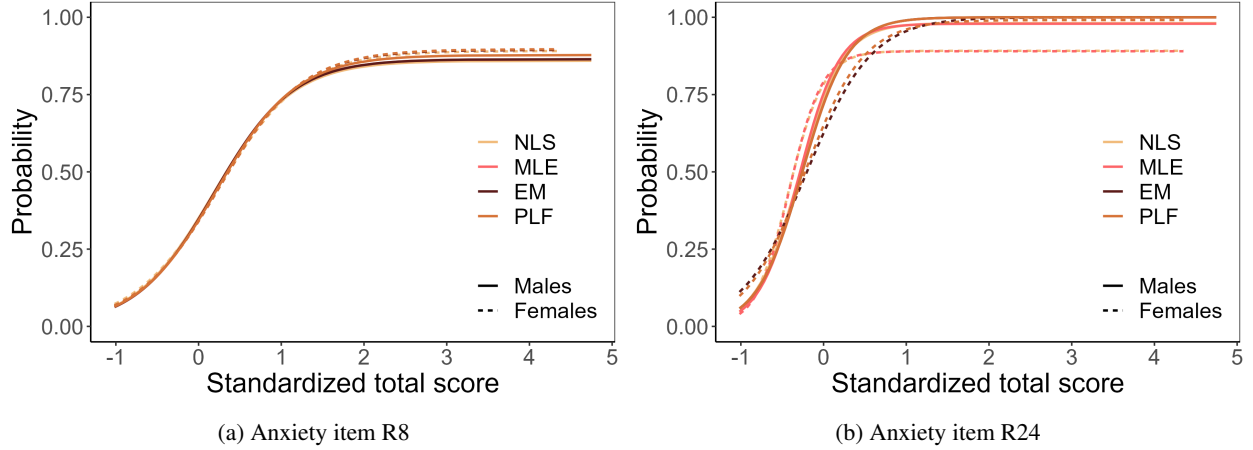 1.00
0.75
0.50
0.25
0.00
Probability
-1 0 1 2 3 4 5
Standardized total score
NLS
MLE
EM
PLF
Males
Females
(a) Anxiety item R8
1.00
0.75
0.50
0.25
0.00
Probability
-1 0 1 2 3 4 5
Standardized total score
NLS
MLE
EM
PLF
Males
Females
(b) Anxiety item R24